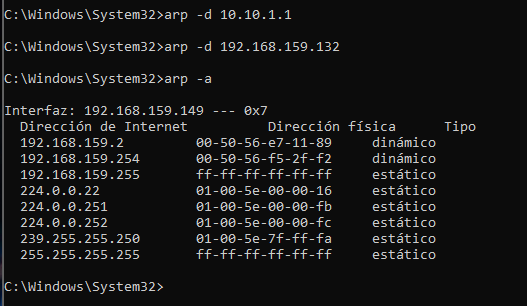 C:\Windows\System32>arp -d 10.10.1.1
C:\Windows\System32>arp -d 192.168.159.132
C:\Windows\System32>arp -a
Interfaz: 192.168.159.149 --- 0x7
  Dirección de Internet          Dirección física      Tipo
  192.168.159.2         00-50-56-e7-11-89     dinámico
  192.168.159.254       00-50-56-f5-2f-f2     dinámico
  192.168.159.255       ff-ff-ff-ff-ff-ff     estático
  224.0.0.22            01-00-5e-00-00-16     estático
  224.0.0.251           01-00-5e-00-00-fb     estático
  224.0.0.252           01-00-5e-00-00-fc     estático
  239.255.255.250       01-00-5e-7f-ff-fa     estático
  255.255.255.255       ff-ff-ff-ff-ff-ff     estático
C:\Windows\System32>